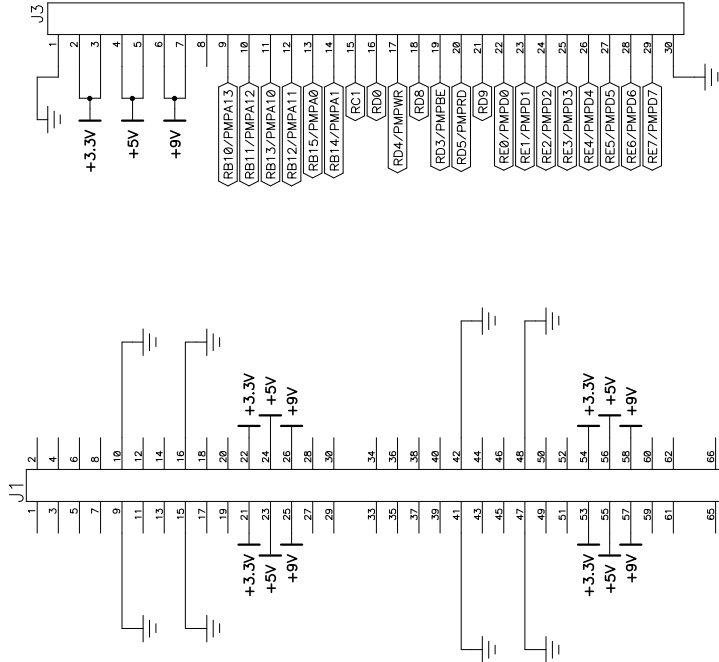 J3
1
2
3
4
5
6
7
8
9
10
11
12
13
14
15
16
17
18
19
20
21
22
23
24
25
26
27
28
29
30
+3.3V
+5V
+9V
RB10/PMPA13
RB11/PMPA12
RB13/PMPA10
RB12/PMPA11
RB15/PMPA0
RB14/PMPA1
RC1
RD0
RD4/PMPWR
RD8
RD3/PMPBE
RD5/PMPRD
RD9
RE0/PMPD0
RE1/PMPD1
RE2/PMPD2
RE3/PMPD3
RE4/PMPD4
RE5/PMPD5
RE6/PMPD6
RE7/PMPD7
+3.3V
+5V
+9V
+3.3V
+5V
+9V
J1
2
4
6
8
10
12
14
16
18
20
22
24
26
28
30
34
36
38
40
42
44
46
48
50
52
54
56
58
60
62
66
1
3
5
7
9
11
13
15
17
19
21
23
25
27
29
33
35
37
39
41
43
45
47
49
51
53
55
57
59
61
65
+3.3V
+5V
+9V
+3.3V
+5V
+9V